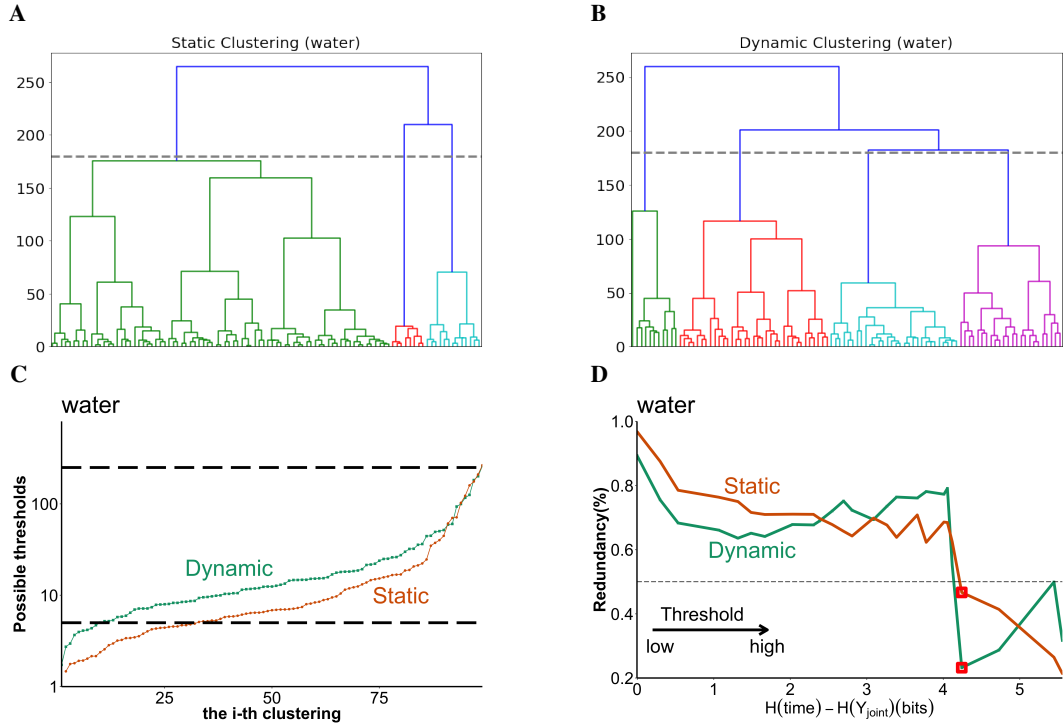 A
B
Static Clustering (water)
Dynamic Clustering (water)
250
200
150
100
50
0
250
200
150
100
50
0
C
D
water
water
Possible thresholds
100
10
1
Dynamic
Static
25
50
75
the i-th clustering
Redundancy(%)
1.0
0.8
0.6
0.4
0.2
Static
Dynamic
Threshold
low
high
0
1
2
3
4
5
H(time) − H(Yjoint)(bits)